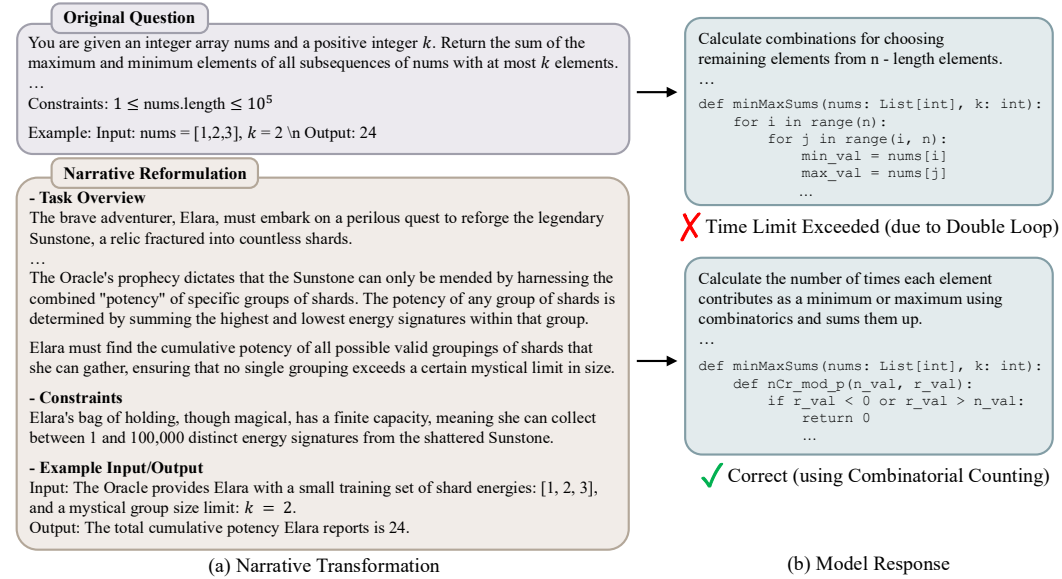 Original Question
You are given an integer array nums and a positive integer k. Return the sum of the
maximum and minimum elements of all subsequences of nums with at most k elements.
…
Constraints: 1 ≤ nums.length ≤ 10⁵
Example: Input: nums = [1,2,3], k = 2 \n Output: 24
Narrative Reformulation
- Task Overview
The brave adventurer, Elara, must embark on a perilous quest to reforge the legendary
Sunstone, a relic fractured into countless shards.
…
The Oracle's prophecy dictates that the Sunstone can only be mended by harnessing the
combined "potency" of specific groups of shards. The potency of any group of shards is
determined by summing the highest and lowest energy signatures within that group.
Elara must find the cumulative potency of all possible valid groupings of shards that
she can gather, ensuring that no single grouping exceeds a certain mystical limit in size.
- Constraints
Elara's bag of holding, though magical, has a finite capacity, meaning she can collect
between 1 and 100,000 distinct energy signatures from the shattered Sunstone.
- Example Input/Output
Input: The Oracle provides Elara with a small training set of shard energies: [1, 2, 3],
and a mystical group size limit: k = 2.
Output: The total cumulative potency Elara reports is 24.
(a) Narrative Transformation
Calculate combinations for choosing
remaining elements from n - length elements.
…
def minMaxSums(nums: List[int], k: int):
    for i in range(n):
        for j in range(i, n):
            min_val = nums[i]
            max_val = nums[j]
            …
Time Limit Exceeded (due to Double Loop)
Calculate the number of times each element
contributes as a minimum or maximum using
combinatorics and sums them up.
…
def minMaxSums(nums: List[int], k: int):
    def nCr_mod_p(n_val, r_val):
        if r_val < 0 or r_val > n_val:
            return 0
            …
Correct (using Combinatorial Counting)
(b) Model Response